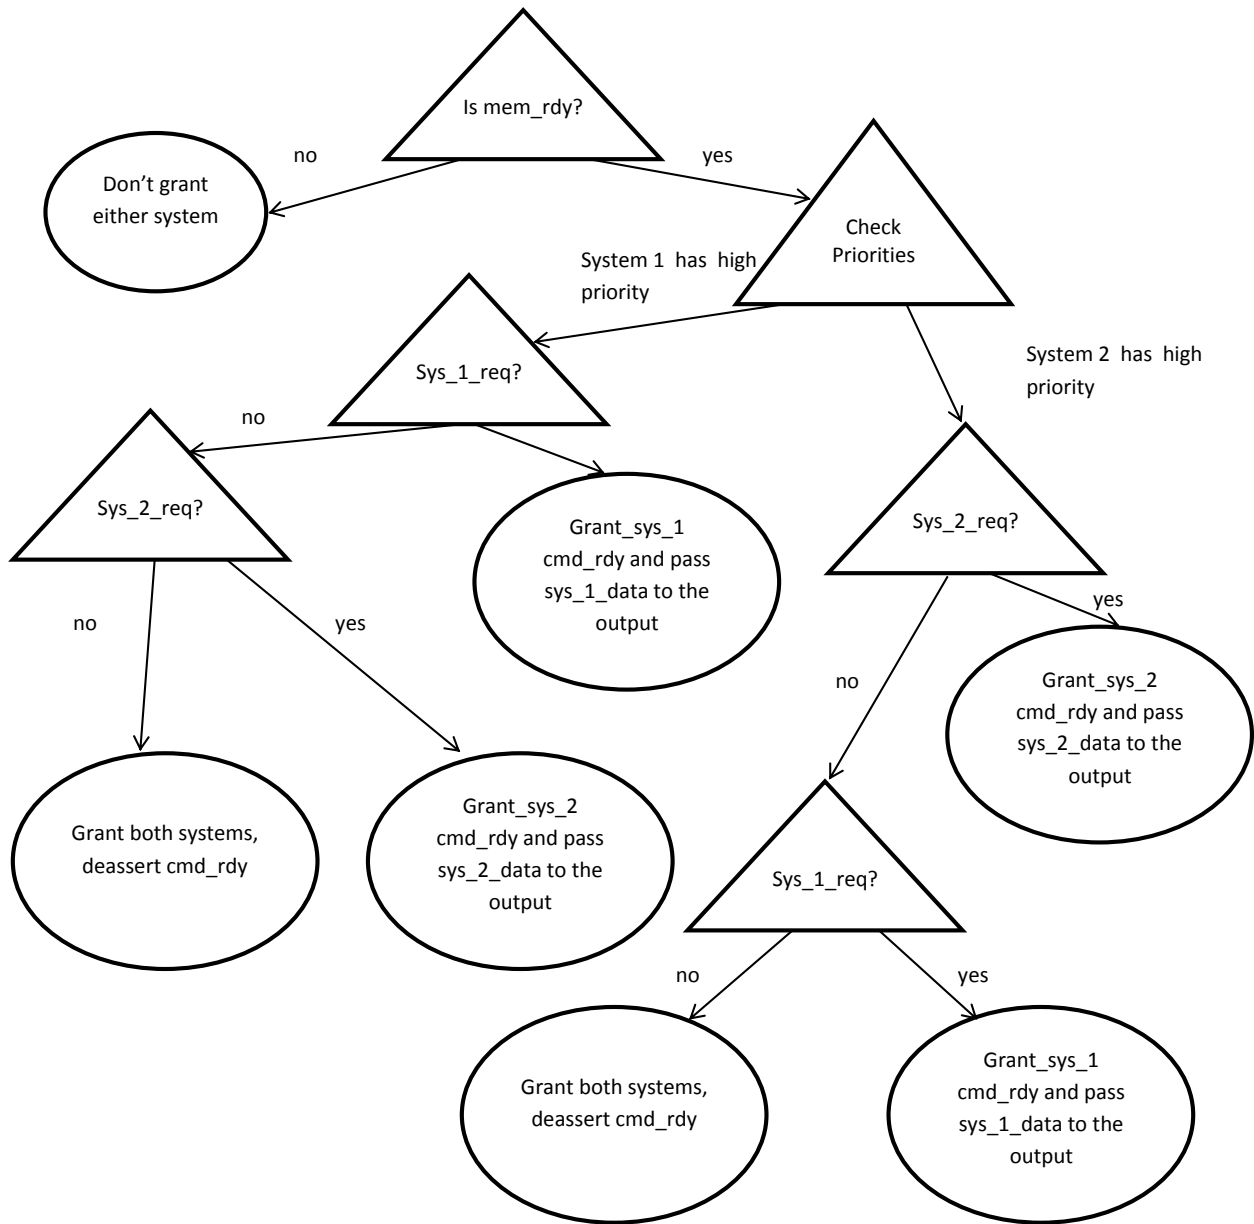 Is mem_rdy?
no
yes
Don’t grant
either system
Check
Priorities
System 1 has high
priority
Sys_1_req?
System 2 has high
priority
no
Sys_2_req?
Grant_sys_1
cmd_rdy and pass
sys_1_data to the
output
Sys_2_req?
no
yes
yes
no
Grant_sys_2
cmd_rdy and pass
sys_2_data to the
output
Grant both systems,
deassert cmd_rdy
Grant_sys_2
cmd_rdy and pass
sys_2_data to the
output
Sys_1_req?
no
yes
Grant both systems,
deassert cmd_rdy
Grant_sys_1
cmd_rdy and pass
sys_1_data to the
output